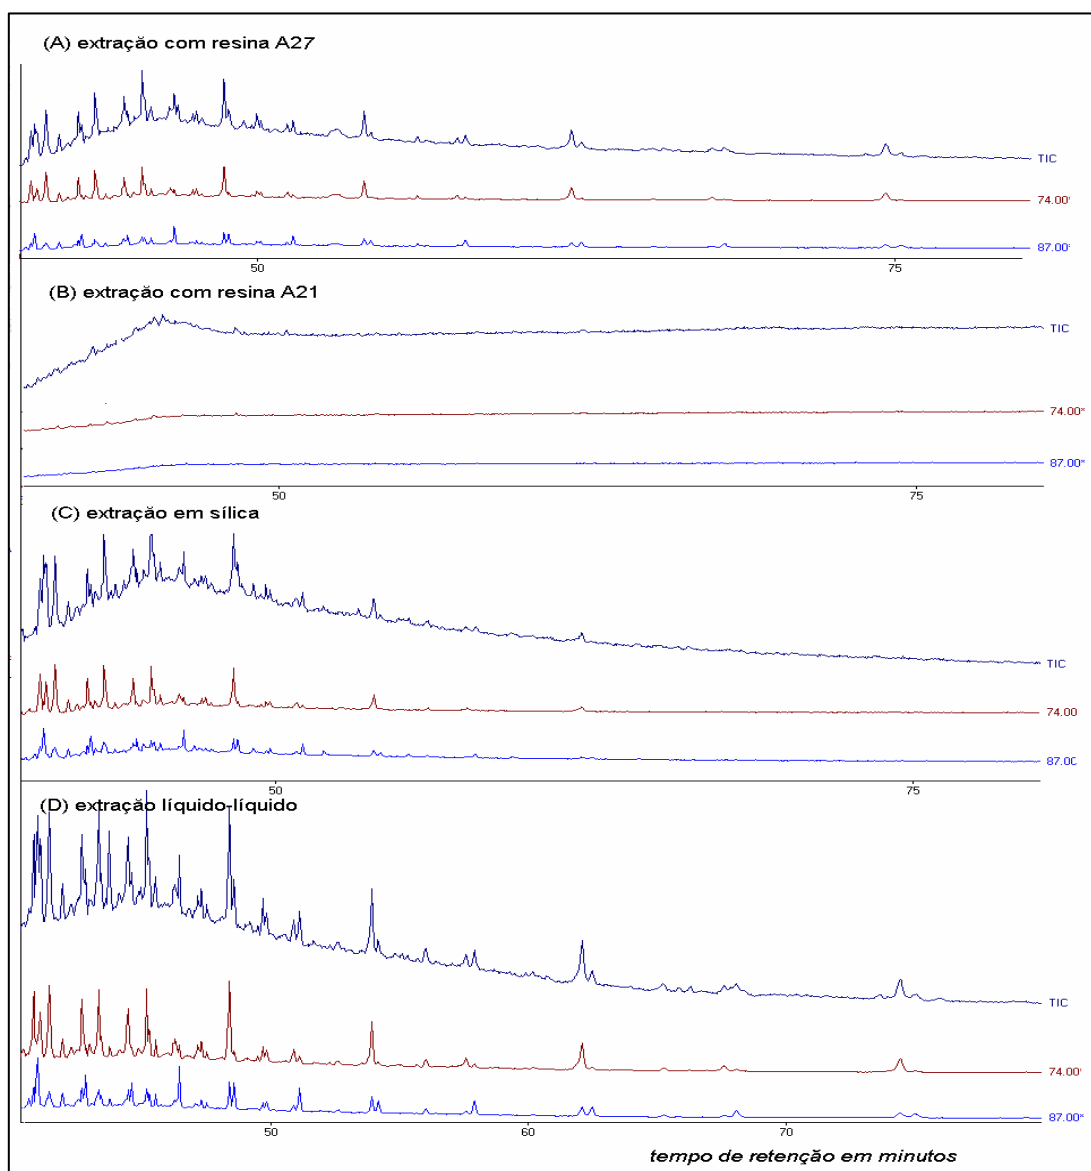 (A) extração com resina A27
TIC
74.00*
87.00*
50 75
(B) extração com resina A21
TIC
74.00*
87.00*
50 75
(C) extração em sílica
TIC
74.00
87.00
50 75
(D) extração líquido-líquido
TIC
74.00*
87.00*
50 60 70
tempo de retenção em minutos